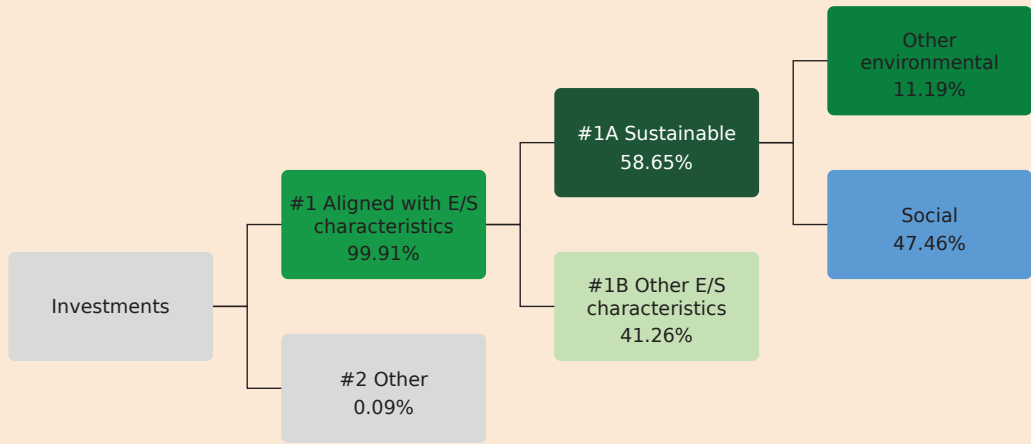 Investments
#1 Aligned with E/S
characteristics
99.91%
#2 Other
0.09%
#1A Sustainable
58.65%
#1B Other E/S
characteristics
41.26%
Other
environmental
11.19%
Social
47.46%